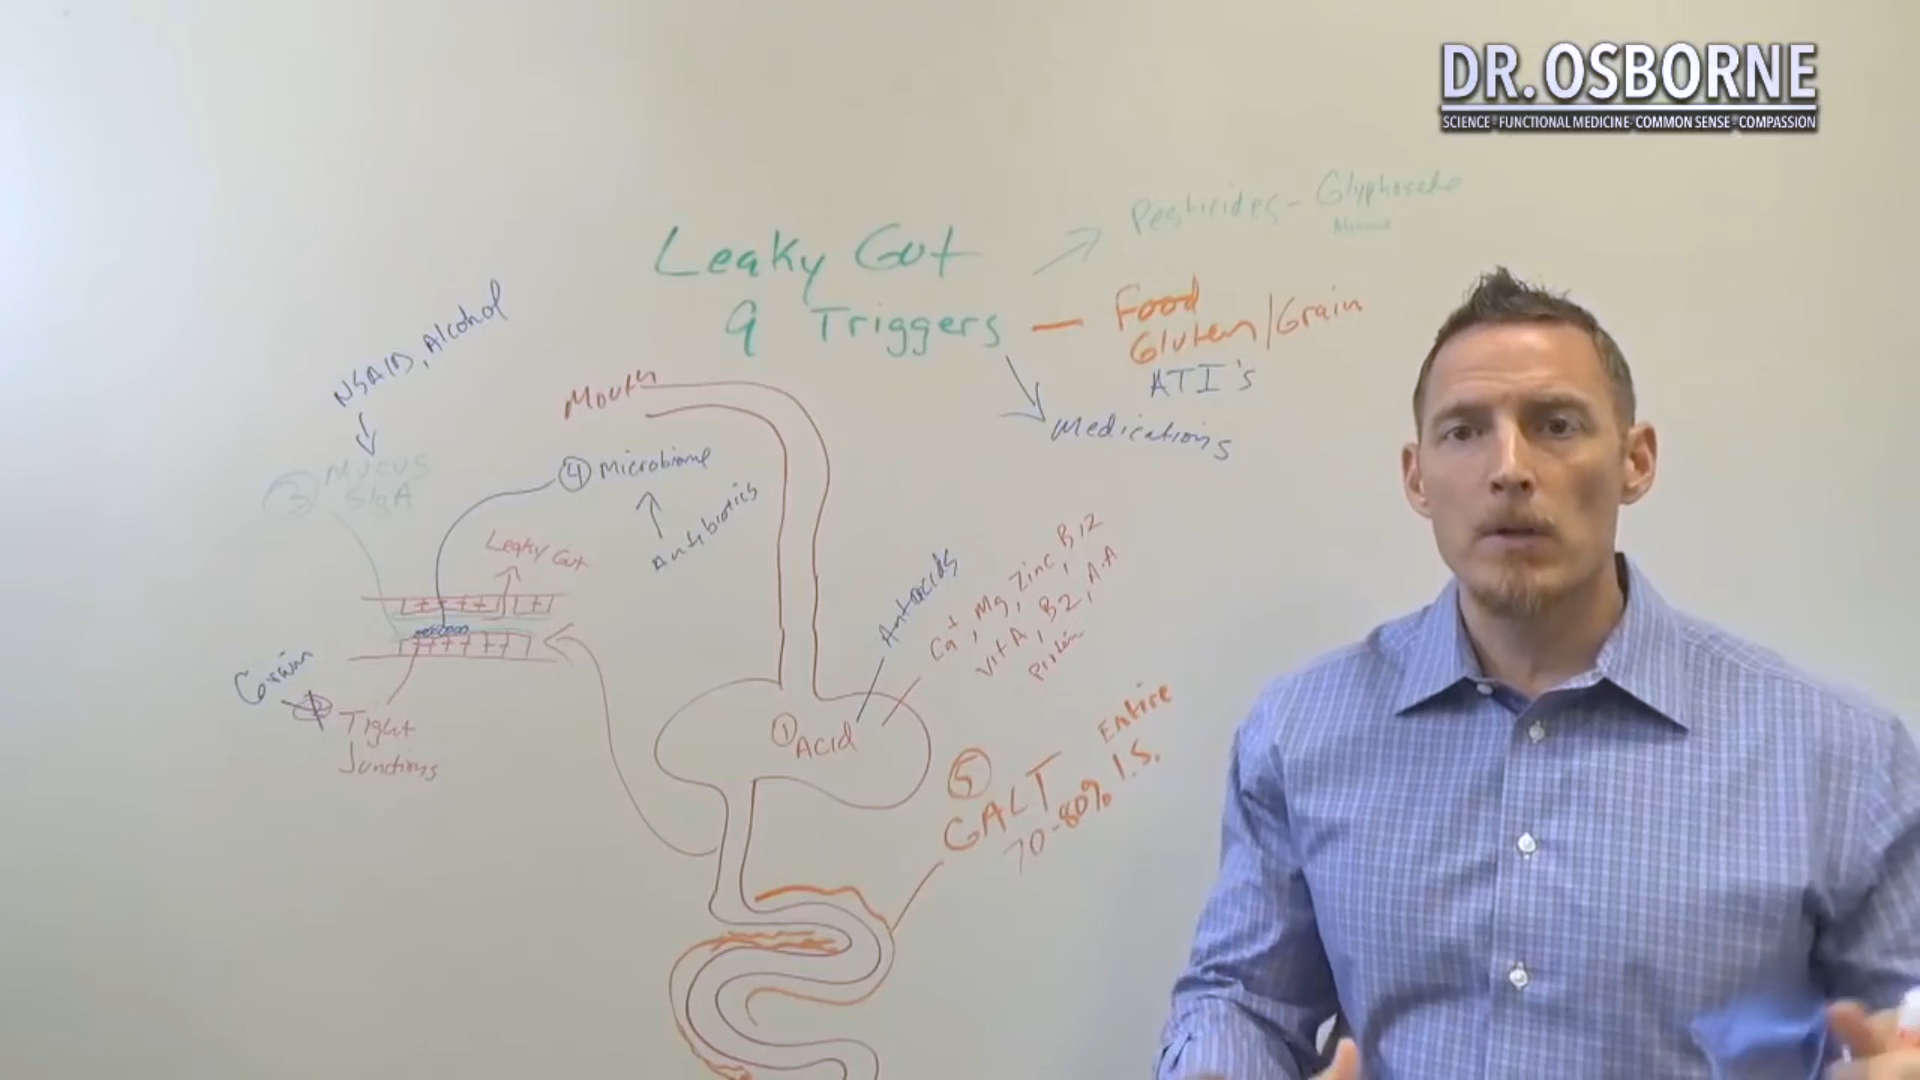 DR. OSBORNE
SCIENCE - FUNCTIONAL MEDICINE - COMMON SENSE - COMPASSION
Pesticides - Glyphosate
Leaky Gut
9 Triggers
Food
Gluten/Grain
ATI's
Medications
NSAID, Alcohol
Mouth
③ Mucus
SIgA
④ Microbiome
Antibiotics
Leaky Gut
Antacids
Ca+, Mg, Zinc, B12
Vit A, B2, A.A
Protein
Grain
Tight
Junctions
① Acid
⑤
GALT Entire
70-80% I.S.